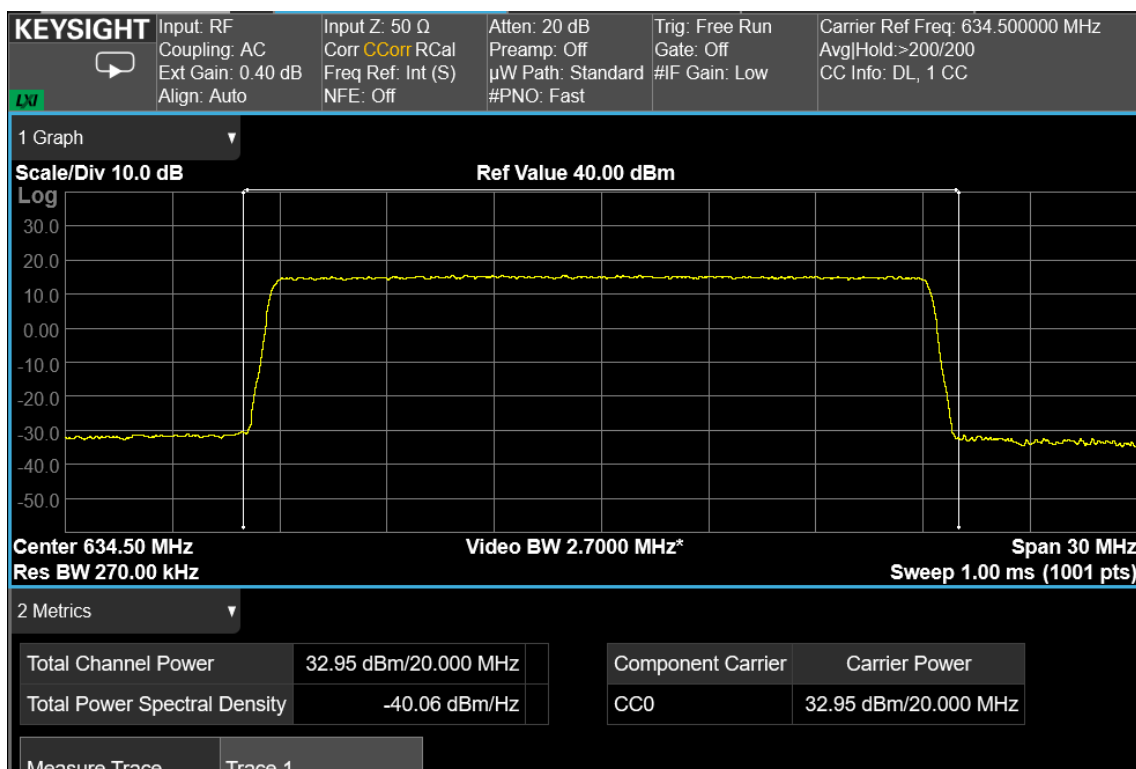 KEYSIGHT
LXI
Input: RF
Coupling: AC
Ext Gain: 0.40 dB
Align: Auto
Input Z: 50 Ω
Corr CCorr RCal
Freq Ref: Int (S)
NFE: Off
Atten: 20 dB
Preamp: Off
µW Path: Standard
#PNO: Fast
Trig: Free Run
Gate: Off
#IF Gain: Low
Carrier Ref Freq: 634.500000 MHz
Avg|Hold:>200/200
CC Info: DL, 1 CC
1 Graph
Scale/Div 10.0 dB
Ref Value 40.00 dBm
Log
30.0
20.0
10.0
0.00
-10.0
-20.0
-30.0
-40.0
-50.0
Center 634.50 MHz
Video BW 2.7000 MHz*
Span 30 MHz
Res BW 270.00 kHz
Sweep 1.00 ms (1001 pts)
2 Metrics
Total Channel Power 32.95 dBm/20.000 MHz
Total Power Spectral Density -40.06 dBm/Hz
Component Carrier Carrier Power
CC0 32.95 dBm/20.000 MHz
Measure Trace Trace 1